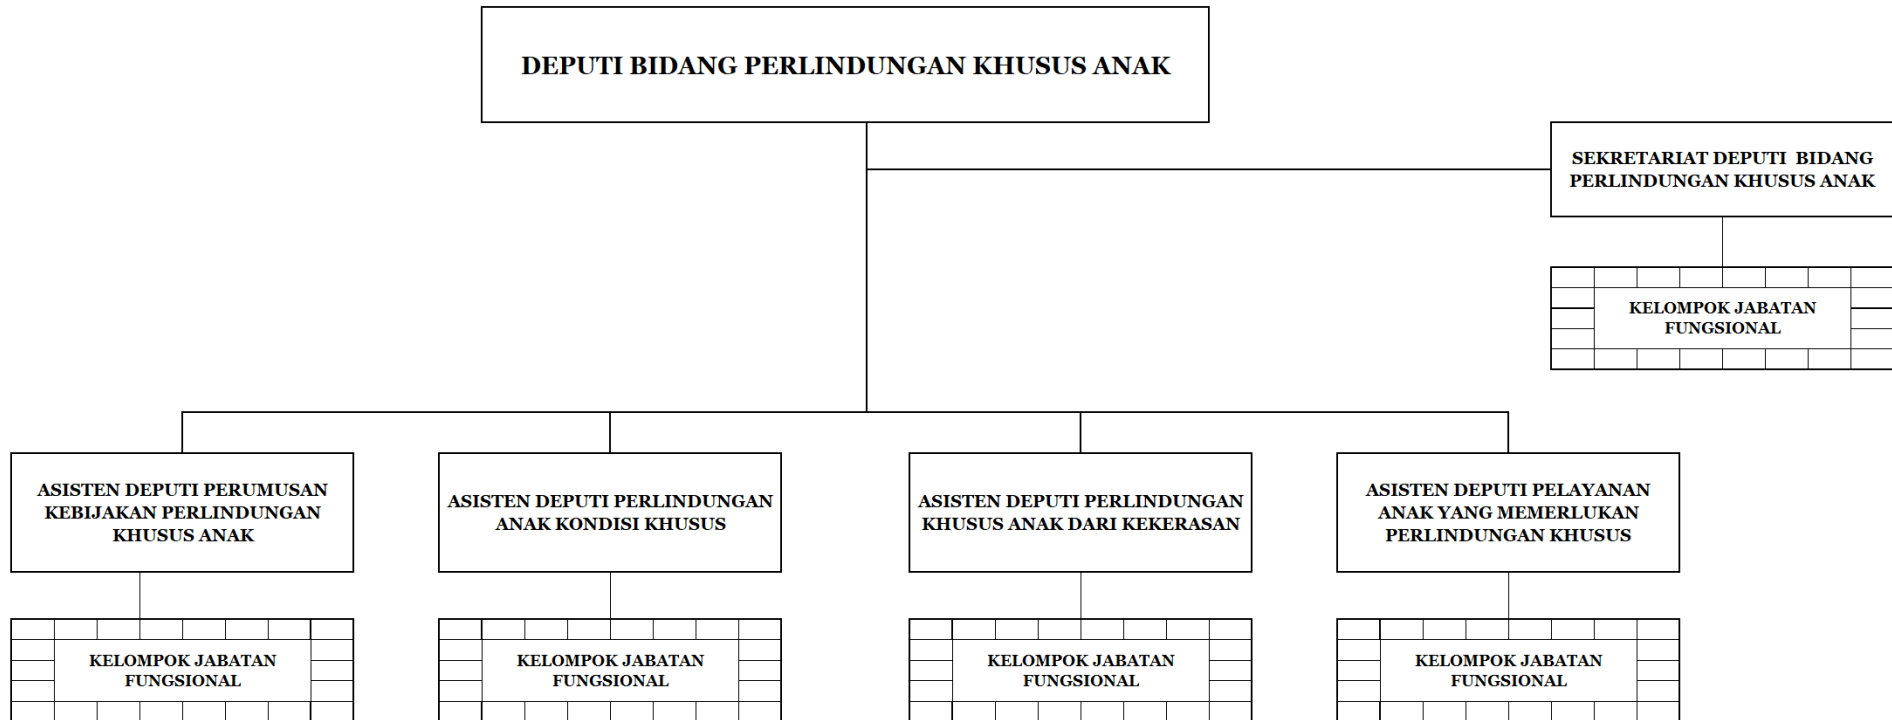 DEPUTI BIDANG PERLINDUNGAN KHUSUS ANAK
SEKRETARIAT DEPUTI BIDANG
PERLINDUNGAN KHUSUS ANAK
KELOMPOK JABATAN
FUNGSIONAL
ASISTEN DEPUTI PERUMUSAN
KEBIJAKAN PERLINDUNGAN
KHUSUS ANAK
ASISTEN DEPUTI PERLINDUNGAN
ANAK KONDISI KHUSUS
ASISTEN DEPUTI PERLINDUNGAN
KHUSUS ANAK DARI KEKERASAN
ASISTEN DEPUTI PELAYANAN
ANAK YANG MEMERLUKAN
PERLINDUNGAN KHUSUS
KELOMPOK JABATAN
FUNGSIONAL
KELOMPOK JABATAN
FUNGSIONAL
KELOMPOK JABATAN
FUNGSIONAL
KELOMPOK JABATAN
FUNGSIONAL